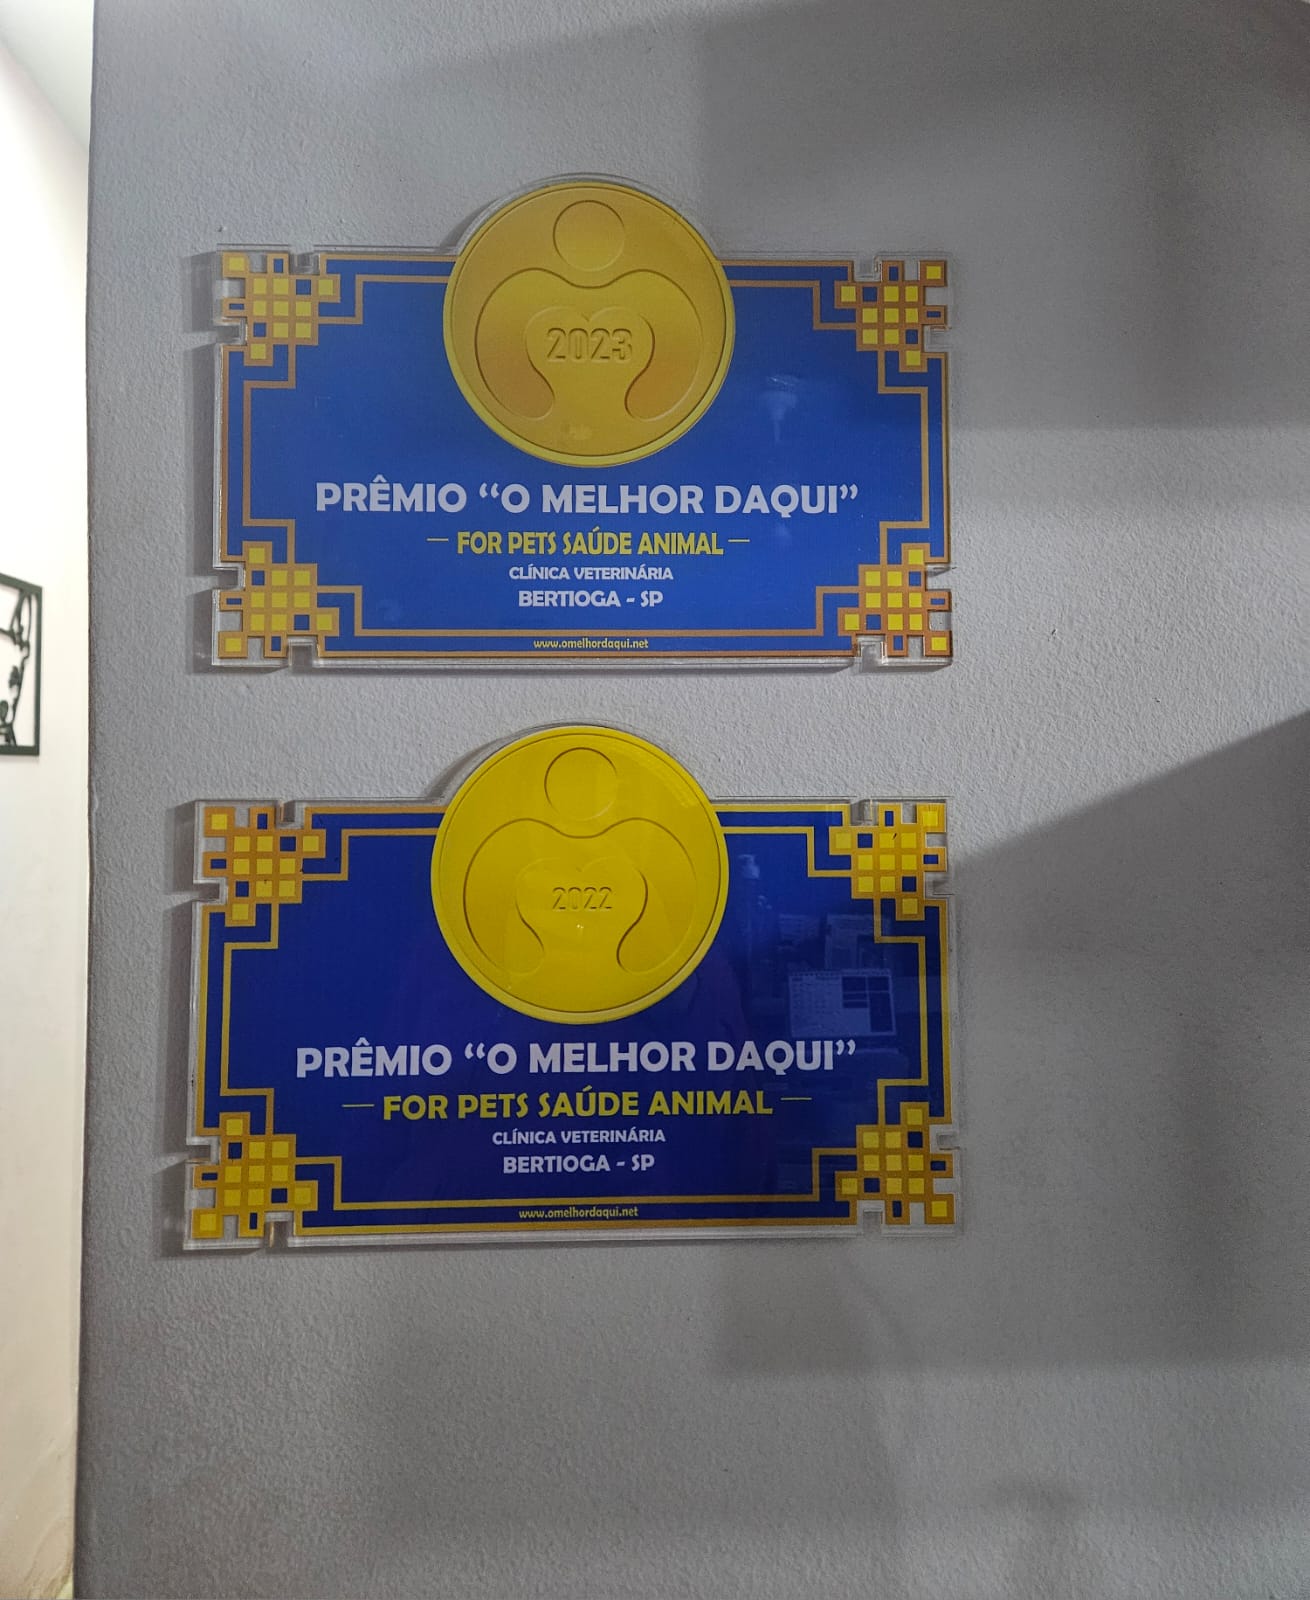 2023
PRÊMIO “O MELHOR DAQUI”
FOR PETS SAÚDE ANIMAL
CLÍNICA VETERINÁRIA
BERTIOGA - SP
www.omelhordaqui.net
2022
PRÊMIO “O MELHOR DAQUI”
FOR PETS SAÚDE ANIMAL
CLÍNICA VETERINÁRIA
BERTIOGA - SP
www.omelhordaqui.net